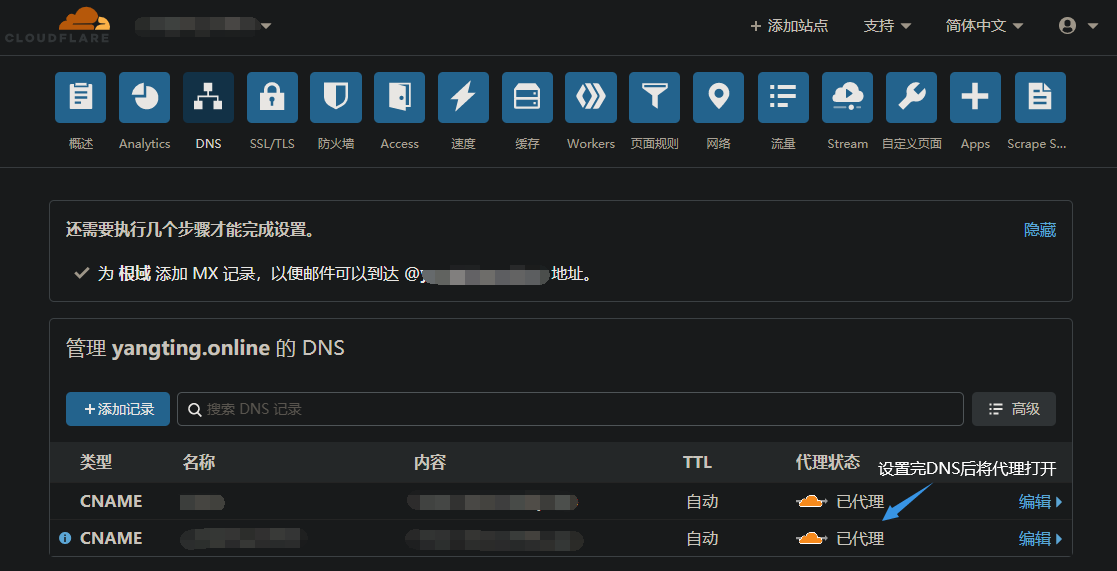 CLOUDFLARE
添加站点 支持 简体中文
概述 Analytics DNS SSL/TLS 防火墙 Access 速度 缓存 Workers 页面规则 网络 流量 Stream 自定义页面 Apps Scrape S...
还需要执行几个步骤才能完成设置。 隐藏
为 根域 添加 MX 记录，以便邮件可以到达 @y 地址。
管理 yangting.online 的 DNS
+添加记录 搜索 DNS 记录 高级
类型 名称 内容 TTL 代理状态
设置完DNS后将代理打开
CNAME 自动 已代理 编辑
CNAME 自动 已代理 编辑